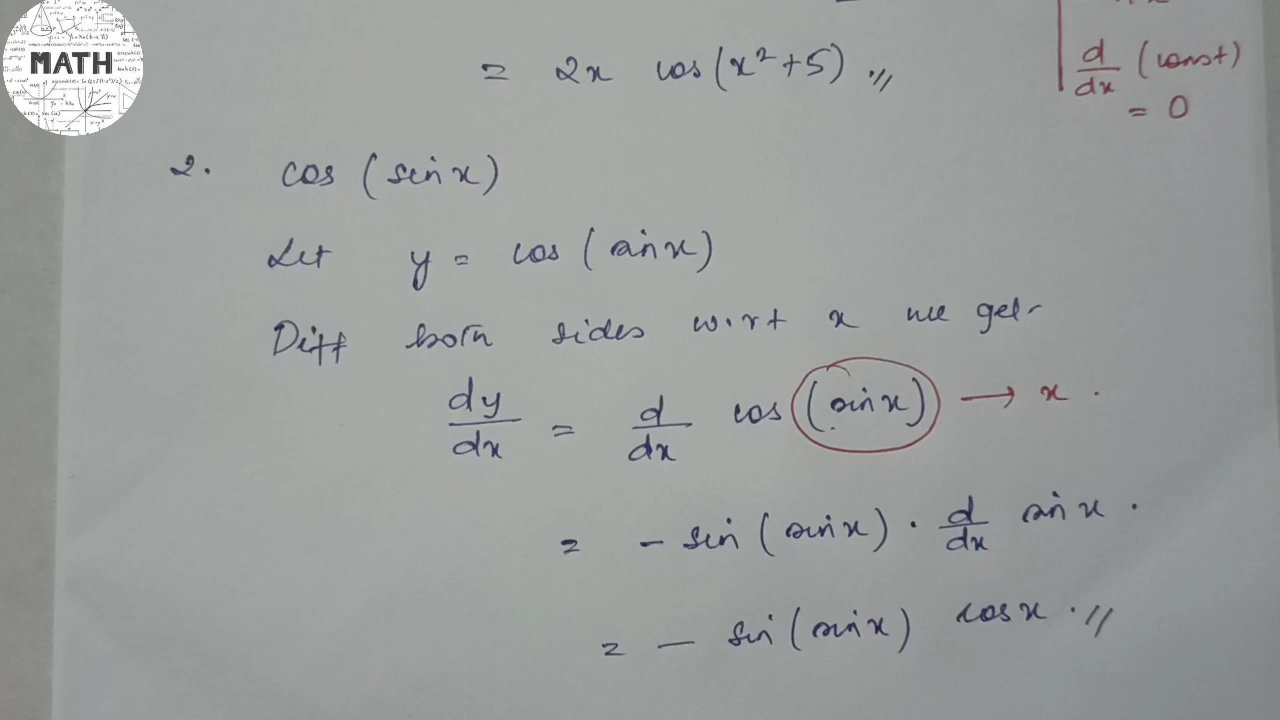 MATH
= 2x cos(x²+5) .//
d/dx (const)
= 0
2. cos (sin x)
Let y = cos (sin x)
Diff both sides w.r.t x we get
dy/dx = d/dx cos (sin x) → x .
= - sin (sin x) · d/dx sin x .
= - sin (sin x) cos x .//